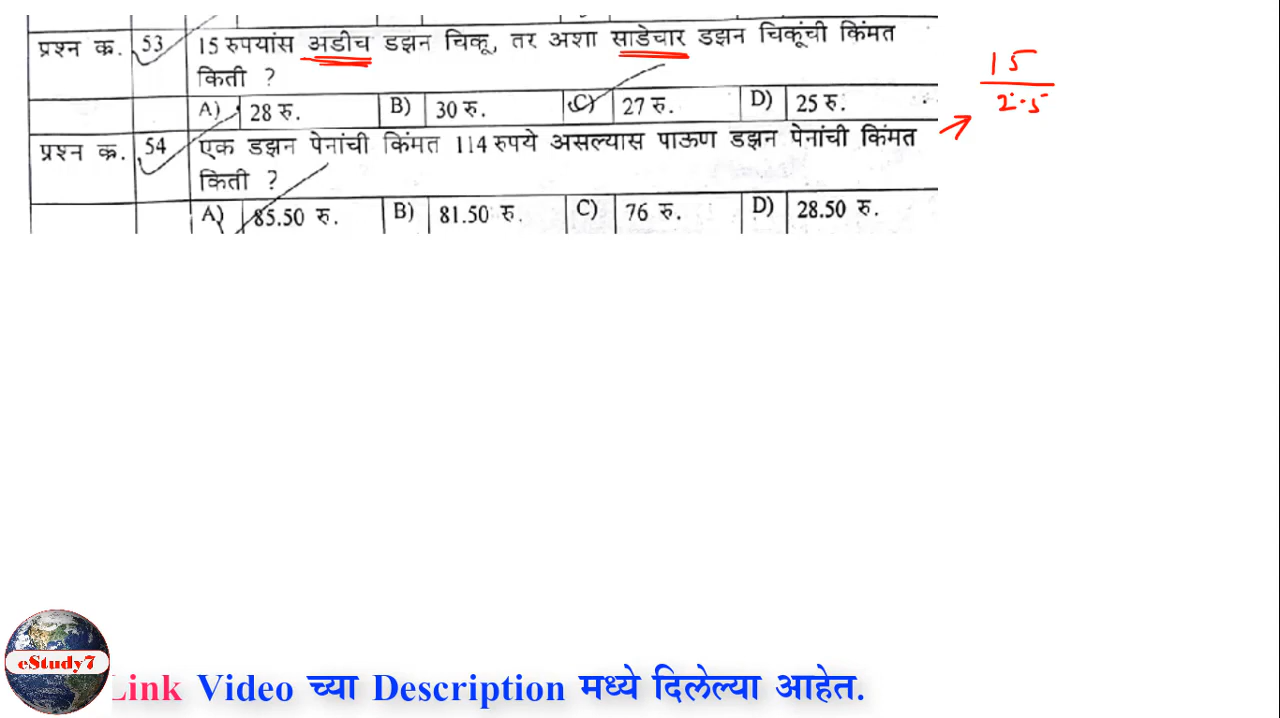 प्रश्न क्र. 53 15 रुपयांस अडीच डझन चिकू, तर अशा साडेचार डझन चिकूंची किंमत
किती ?
A) 28 रु. B) 30 रु. C) 27 रु. D) 25 रु.
प्रश्न क्र. 54 एक डझन पेनांची किंमत 114 रुपये असल्यास पाऊण डझन पेनांची किंमत
किती ?
A) 85.50 रु. B) 81.50 रु. C) 76 रु. D) 28.50 रु.
15
2.5
eStudy7
Link Video च्या Description मध्ये दिलेल्या आहेत.